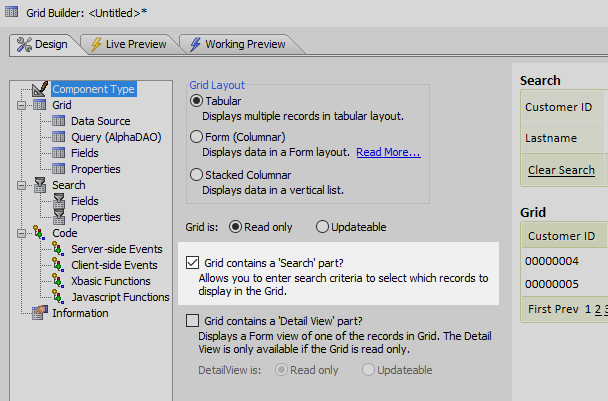 Grid Builder: <Untitled>*
Design
Live Preview
Working Preview
Component Type
Grid
Data Source
Query (AlphaDAO)
Fields
Properties
Search
Fields
Properties
Code
Server-side Events
Client-side Events
Xbasic Functions
Javascript Functions
Information
Grid Layout
Tabular
Displays multiple records in tabular layout.
Form (Columnar)
Displays data in a Form layout. Read More...
Stacked Columnar
Displays data in a vertical list.
Grid is: Read only Updateable
Grid contains a 'Search' part?
Allows you to enter search criteria to select which records to
display in the Grid.
Grid contains a 'Detail View' part?
Displays a Form view of one of the records in Grid. The Detail
View is only available if the Grid is read only.
DetailView is: Read only Updateable
Search
Customer ID
Lastname
Clear Search
Grid
Customer ID
00000004
00000005
First Prev 1 2 3